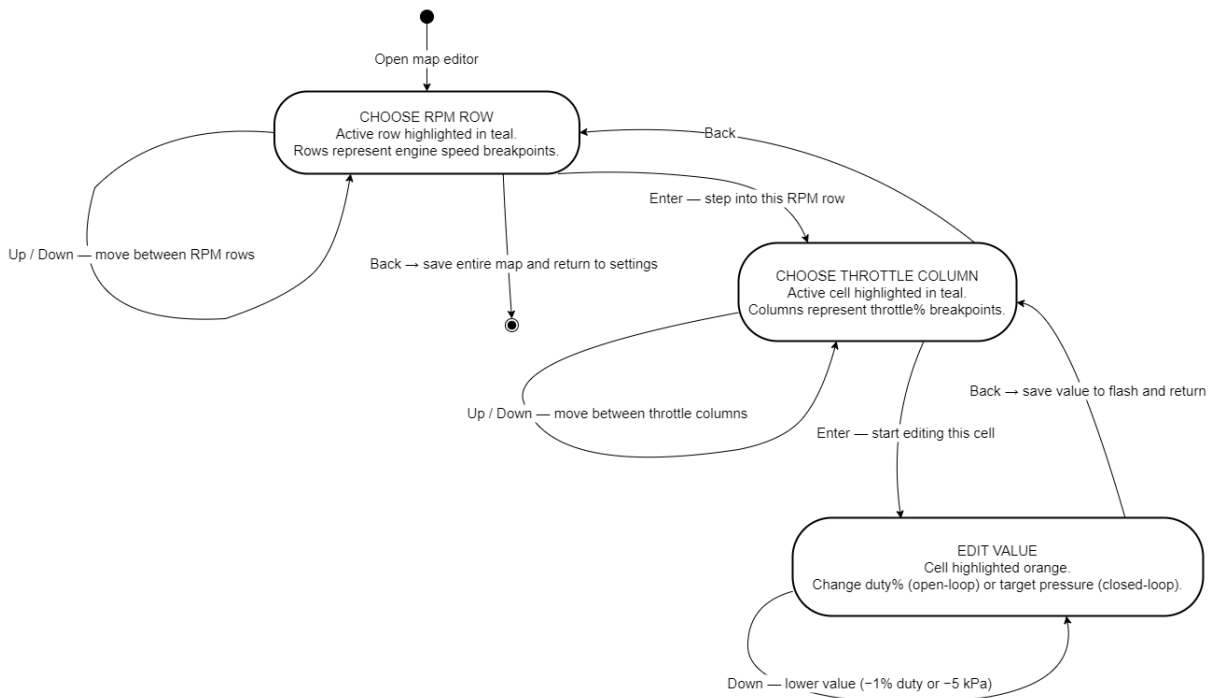 Open map editor
CHOOSE RPM ROW
Active row highlighted in teal.
Rows represent engine speed breakpoints.
Back
Enter — step into this RPM row
Up / Down — move between RPM rows
Back → save entire map and return to settings
CHOOSE THROTTLE COLUMN
Active cell highlighted in teal.
Columns represent throttle% breakpoints.
Back → save value to flash and return
Up / Down — move between throttle columns
Enter — start editing this cell
EDIT VALUE
Cell highlighted orange.
Change duty% (open-loop) or target pressure (closed-loop).
Down — lower value (−1% duty or −5 kPa)